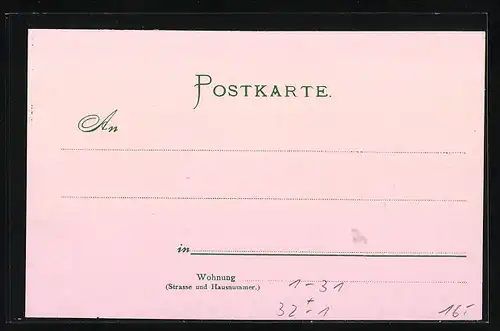 POSTKARTE.
An
in
Wohnung 1-31
(Strasse und Hausnummer.)
32+1 16.-